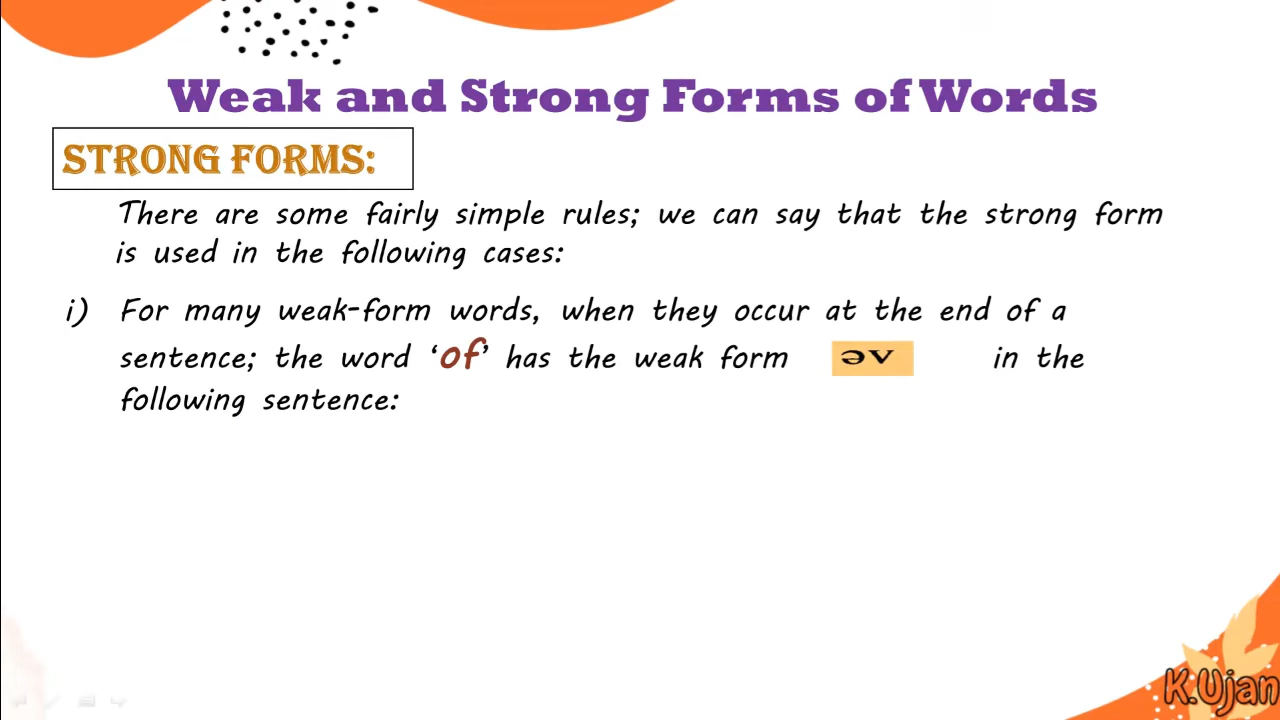 Weak and Strong Forms of Words
STRONG FORMS:
There are some fairly simple rules; we can say that the strong form
is used in the following cases:
i) For many weak-form words, when they occur at the end of a
sentence; the word ‘of’ has the weak form əv in the
following sentence:
K.Ujan